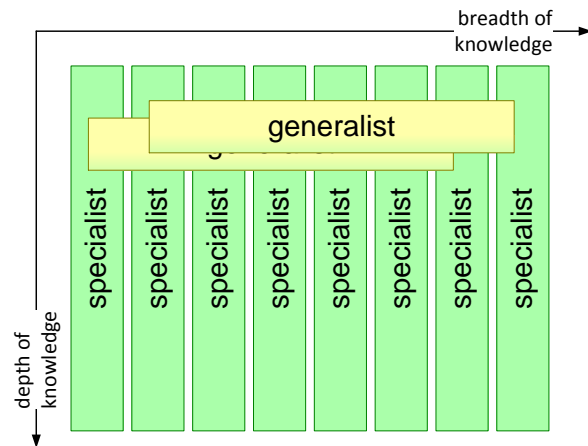 breadth of
knowledge
generalist
specialist
specialist
specialist
specialist
specialist
specialist
specialist
specialist
depth of
knowledge